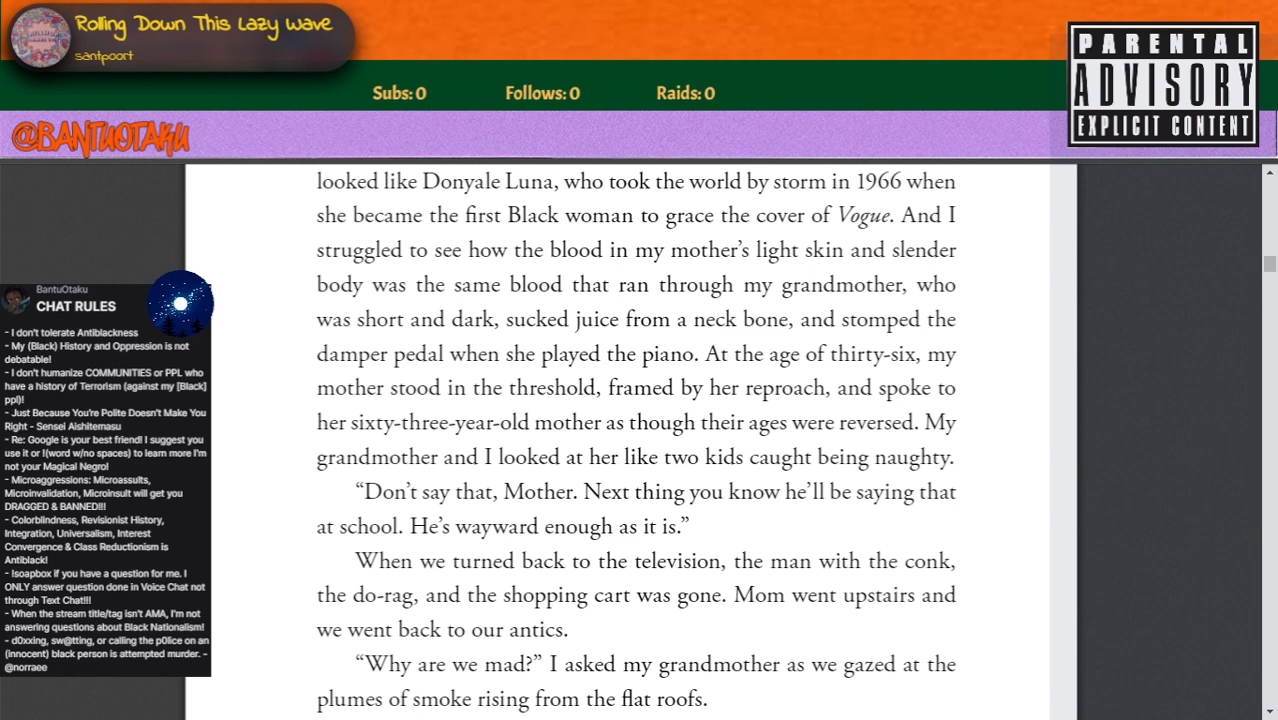 Rolling Down This Lazy Wave
santpoort
PARENTAL
ADVISORY
EXPLICIT CONTENT
Subs: 0 Follows: 0 Raids: 0
@BANTUOTAKU
looked like Donyale Luna, who took the world by storm in 1966 when
she became the first Black woman to grace the cover of Vogue. And I
struggled to see how the blood in my mother's light skin and slender
body was the same blood that ran through my grandmother, who
was short and dark, sucked juice from a neck bone, and stomped the
damper pedal when she played the piano. At the age of thirty-six, my
mother stood in the threshold, framed by her reproach, and spoke to
her sixty-three-year-old mother as though their ages were reversed. My
grandmother and I looked at her like two kids caught being naughty.
"Don't say that, Mother. Next thing you know he'll be saying that
at school. He's wayward enough as it is."
When we turned back to the television, the man with the conk,
the do-rag, and the shopping cart was gone. Mom went upstairs and
we went back to our antics.
"Why are we mad?" I asked my grandmother as we gazed at the
plumes of smoke rising from the flat roofs.
BantuOtaku
CHAT RULES
- I don't tolerate Antiblackness
- My (Black) History and Oppression is not
debatable!
- I don't humanize COMMUNITIES or PPL who
have a history of Terrorism (against my [Black]
ppl)!
- Just Because You're Polite Doesn't Make You
Right - Sensei Aishitemasu
- Re: Google is your best friend! I suggest you
use it or !(word w/no spaces) to learn more I'm
not your Magical Negro!
- Microaggressions: Microassults,
Microinvalidation, Microinsult will get you
DRAGGED & BANNED!!!
- Colorblindness, Revisionist History,
Integration, Universalism, Interest
Convergence & Class Reductionism is
Antiblack!
- !soapbox if you have a question for me. I
ONLY answer question done in Voice Chat not
through Text Chat!!!
- When the stream title/tag isn't AMA, I'm not
answering questions about Black Nationalism!
- d0xxing, sw@tting, or calling the p0lice on an
(innocent) black person is attempted murder. -
@norraee